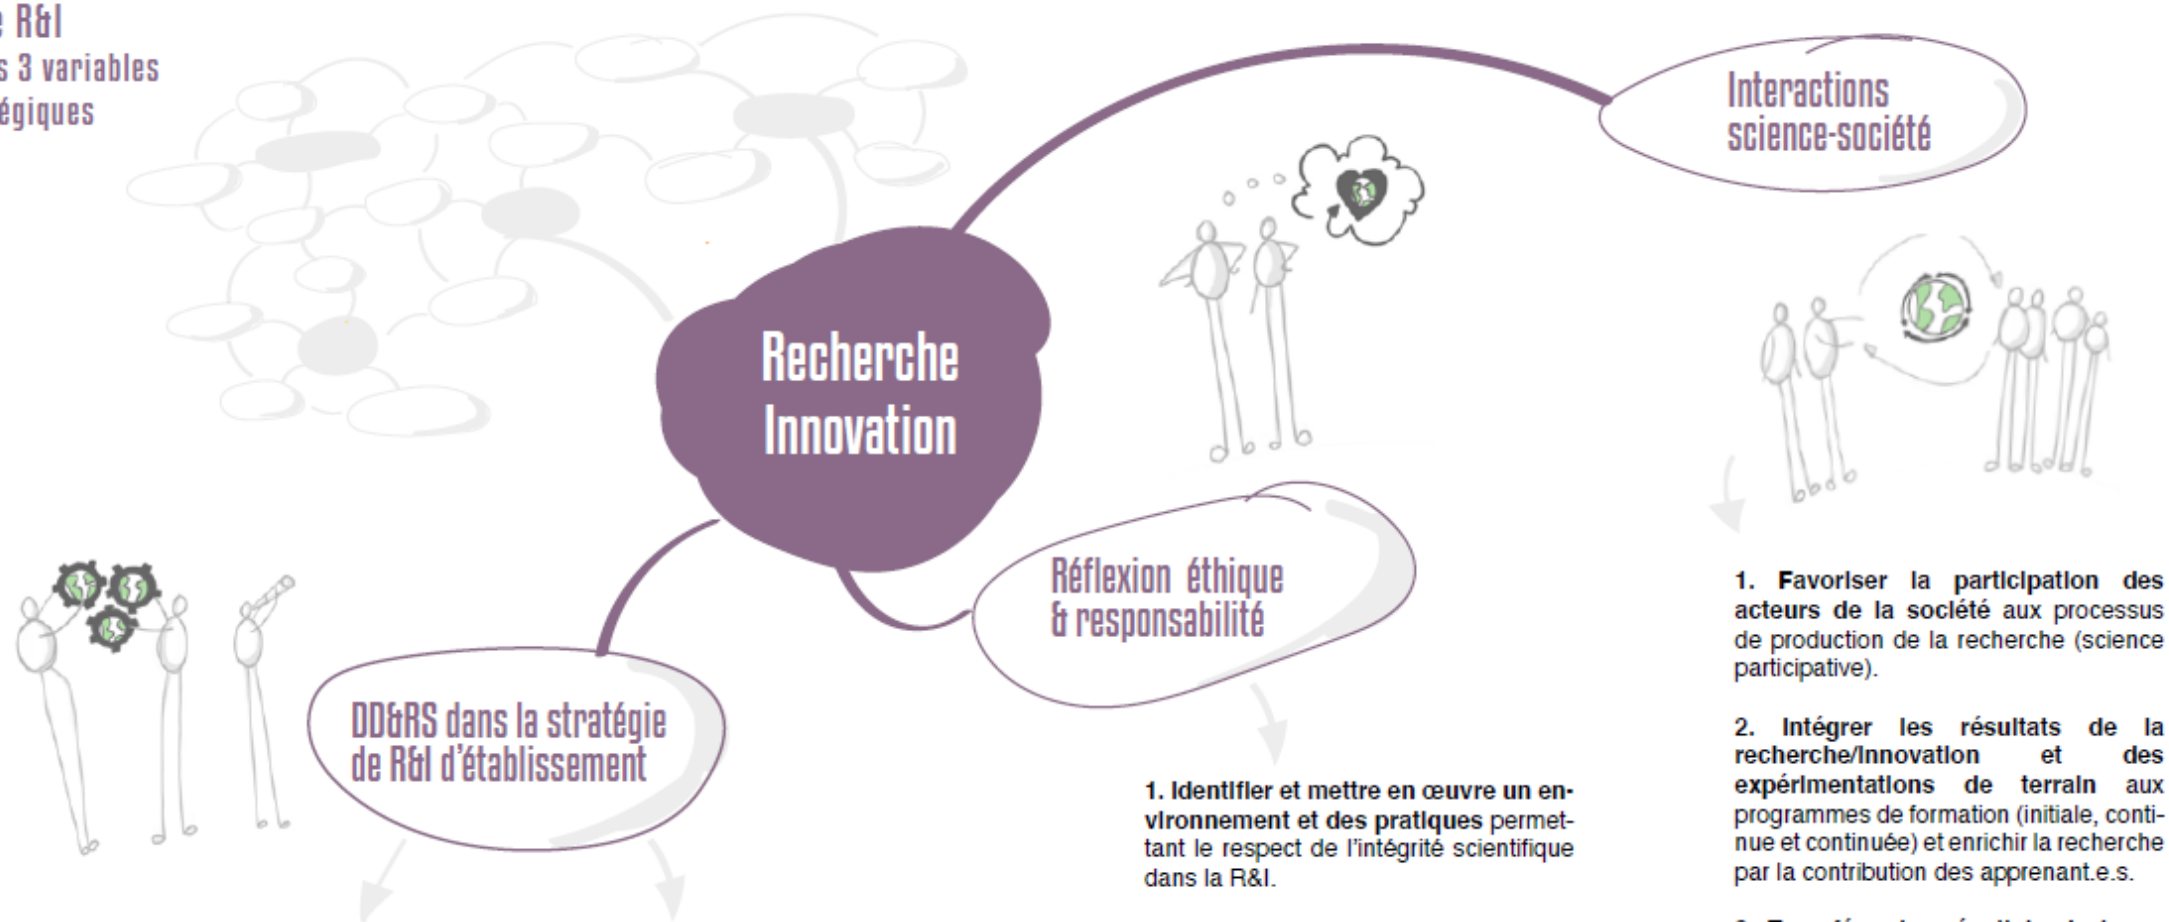 R&I
3 variables
Recherche
Innovation
Interactions
science-société
Réflexion éthique
& responsabilité
DD&RS dans la stratégie
de R&I d'établissement
1. Identifier et mettre en œuvre un en-
vironnement et des pratiques permet-
tant le respect de l'intégrité scientifique
dans la R&I.
1. Favoriser la participation des
acteurs de la société aux processus
de production de la recherche (science
participative).
2. Intégrer les résultats de la
recherche/innovation et des
expérimentations de terrain aux
programmes de formation (initiale, conti-
nue et continuée) et enrichir la recherche
par la contribution des apprenant.e.s.